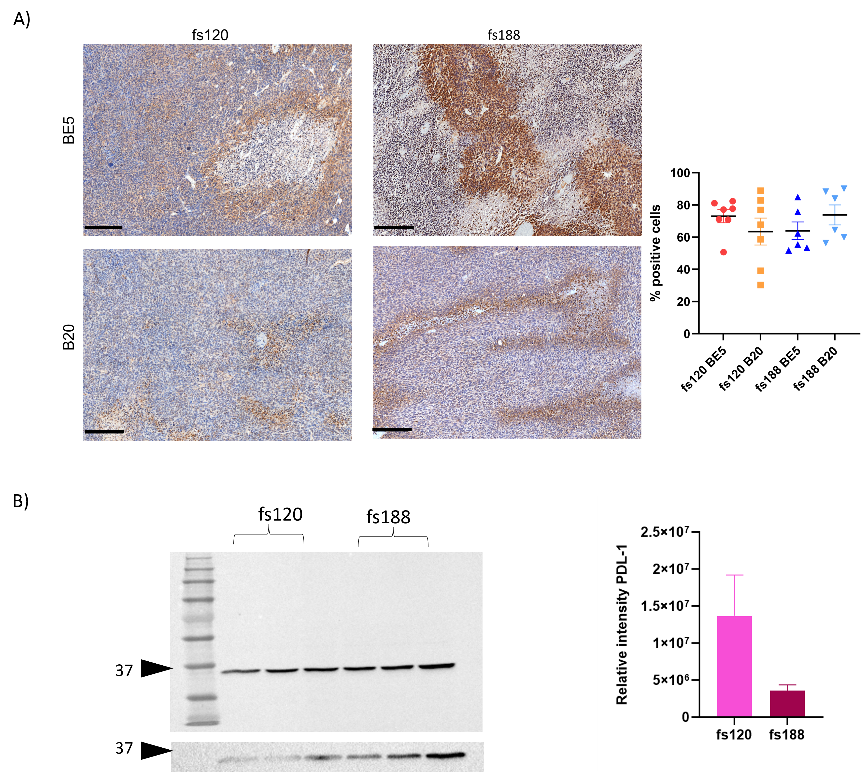 A)
fs120
fs188
BE5
B20
% positive cells
100
80
60
40
20
0
fs120 BE5
fs120 B20
fs188 BE5
fs188 B20
B)
fs120
fs188
37
37
Relative intensity PDL-1
2.5×10⁷
2×10⁷
1.5×10⁷
1×10⁷
5×10⁶
0
fs120
fs188